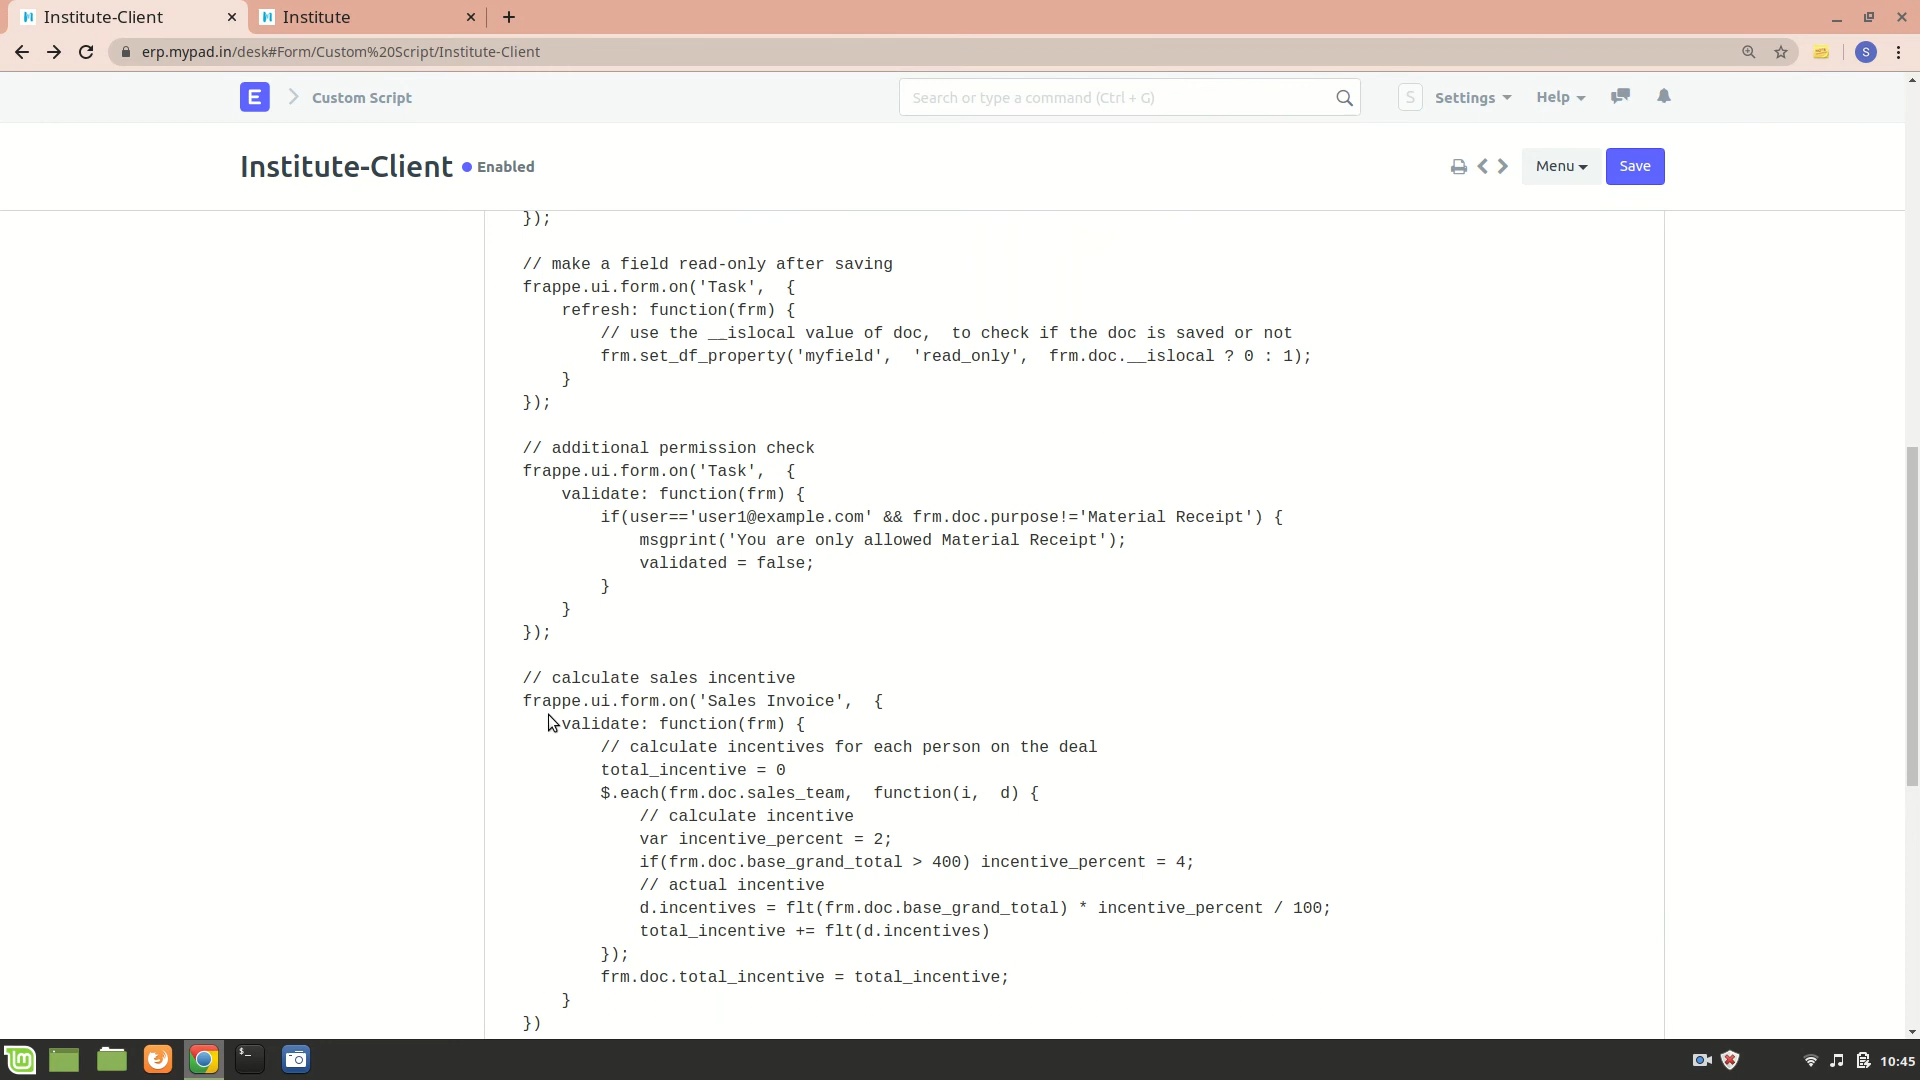 Institute-Client
Institute
erp.mypad.in/desk#Form/Custom%20Script/Institute-Client
S
E
Custom Script
Search or type a command (Ctrl + G)
S
Settings
Help
Institute-Client
Enabled
Menu
Save
});
// make a field read-only after saving
frappe.ui.form.on('Task',  {
    refresh: function(frm) {
        // use the __islocal value of doc,  to check if the doc is saved or not
        frm.set_df_property('myfield',  'read_only',  frm.doc.__islocal ? 0 : 1);
    }
});
// additional permission check
frappe.ui.form.on('Task',  {
    validate: function(frm) {
        if(user=='user1@example.com' && frm.doc.purpose!='Material Receipt') {
            msgprint('You are only allowed Material Receipt');
            validated = false;
        }
    }
});
// calculate sales incentive
frappe.ui.form.on('Sales Invoice',  {
    validate: function(frm) {
        // calculate incentives for each person on the deal
        total_incentive = 0
        $.each(frm.doc.sales_team,  function(i,  d) {
            // calculate incentive
            var incentive_percent = 2;
            if(frm.doc.base_grand_total > 400) incentive_percent = 4;
            // actual incentive
            d.incentives = flt(frm.doc.base_grand_total) * incentive_percent / 100;
            total_incentive += flt(d.incentives)
        });
        frm.doc.total_incentive = total_incentive;
    }
})
10:45